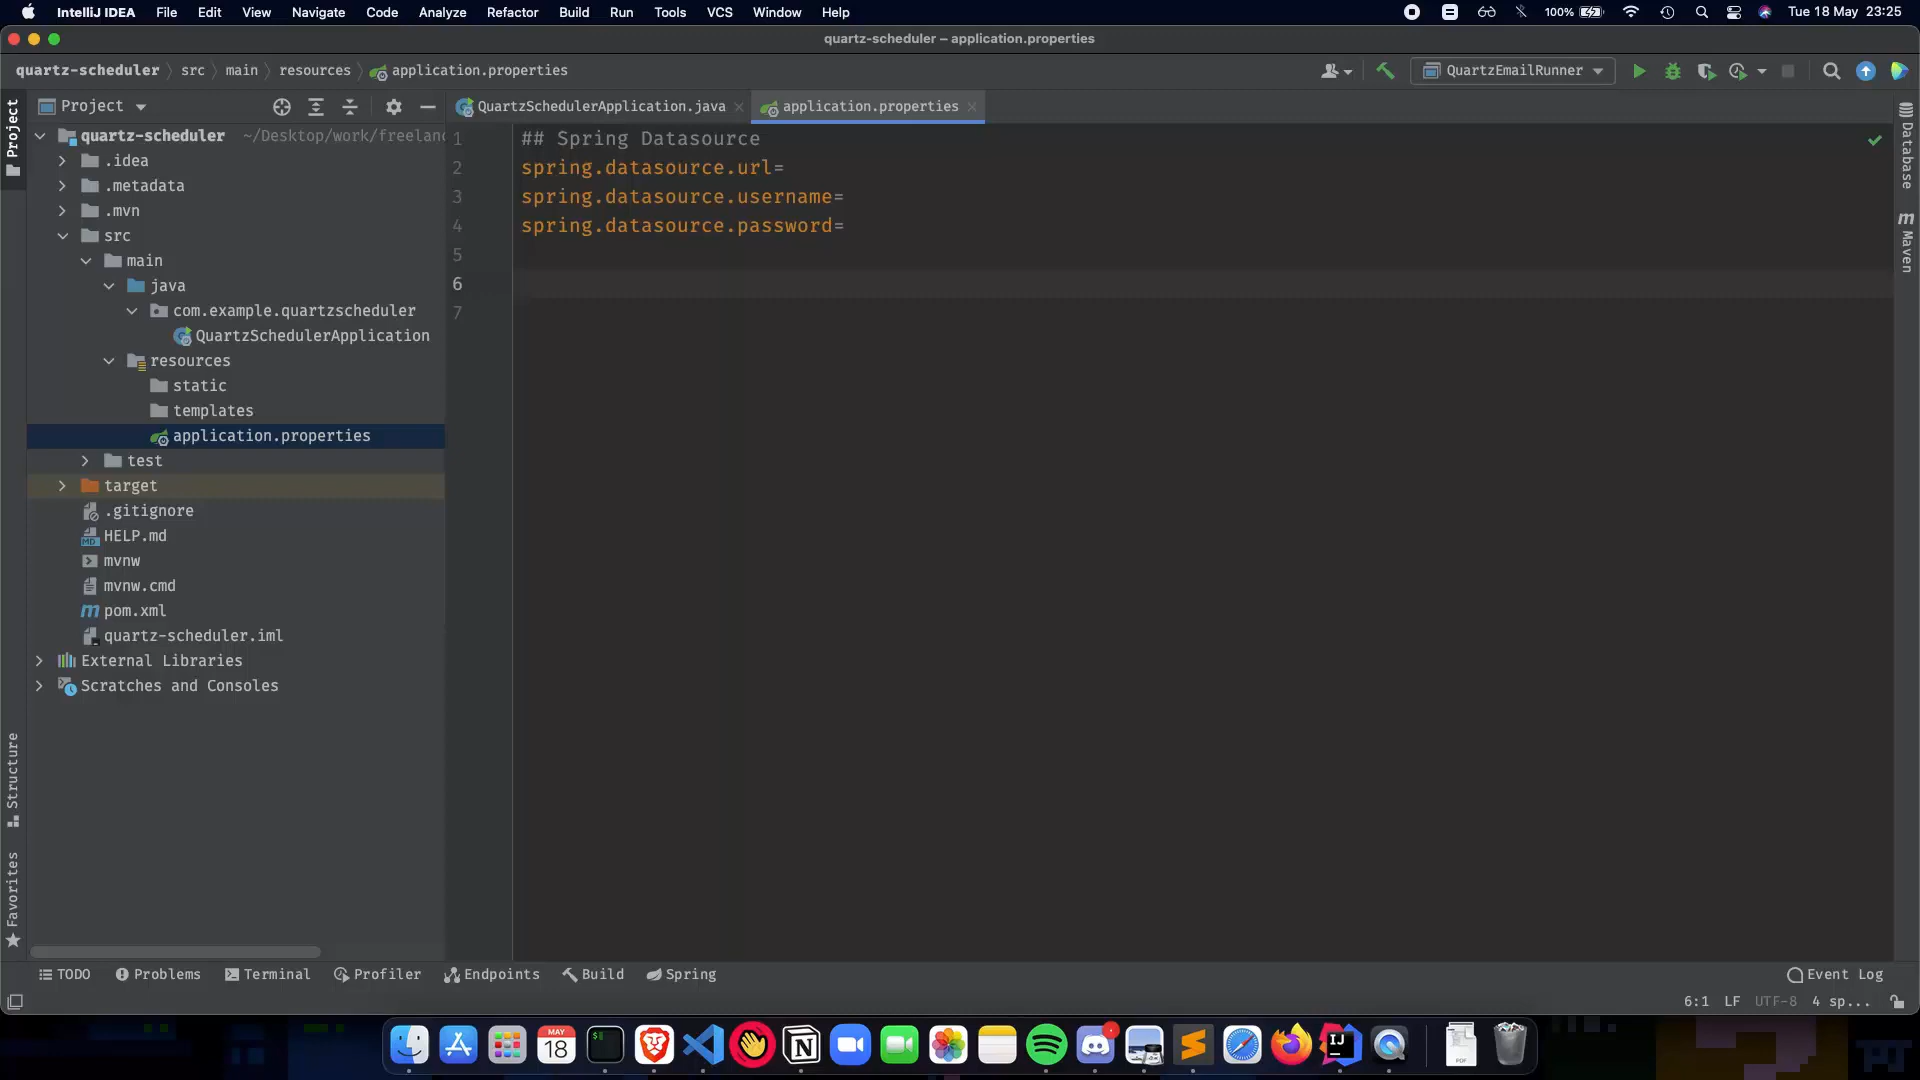 IntelliJ IDEA File Edit View Navigate Code Analyze Refactor Build Run Tools VCS Window Help 100% Tue 18 May 23:25
quartz-scheduler – application.properties
quartz-scheduler src main resources application.properties QuartzEmailRunner
Project QuartzSchedulerApplication.java application.properties
Project
Database
Maven
Structure
Favorites
quartz-scheduler ~/Desktop/work/freelanc
.idea
.metadata
.mvn
src
main
java
com.example.quartzscheduler
QuartzSchedulerApplication
resources
static
templates
application.properties
test
target
.gitignore
HELP.md
mvnw
mvnw.cmd
pom.xml
quartz-scheduler.iml
External Libraries
Scratches and Consoles
1 ## Spring Datasource
2 spring.datasource.url=
3 spring.datasource.username=
4 spring.datasource.password=
5
6
7
TODO Problems Terminal Profiler Endpoints Build Spring Event Log
6:1 LF UTF-8 4 sp...
MAY
18